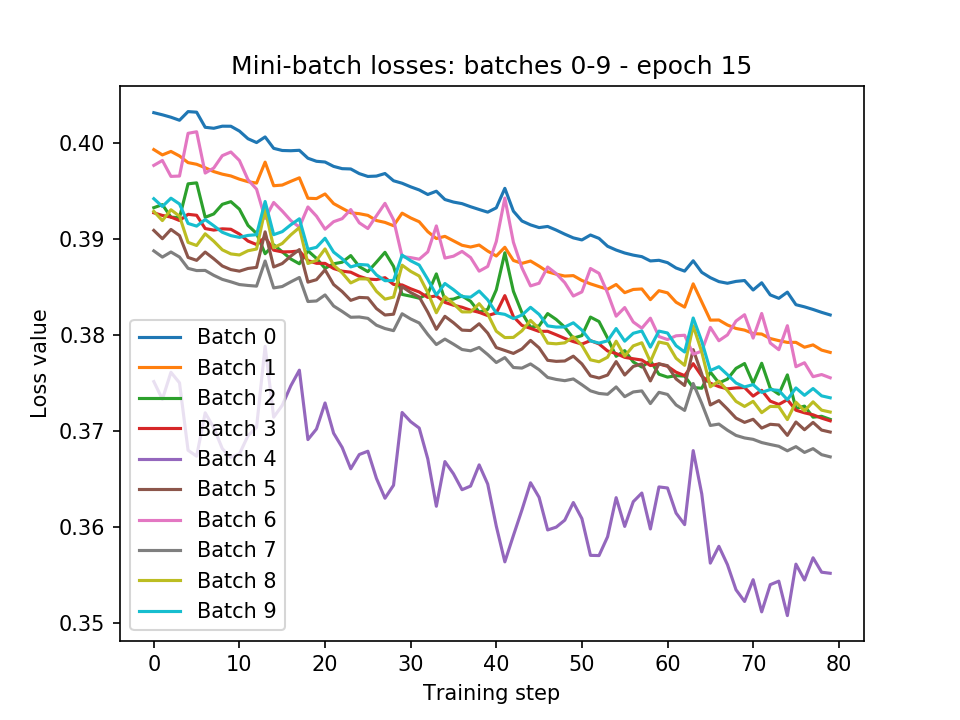 Mini-batch losses: batches 0-9 - epoch 15
Loss value
0.40
0.39
0.38
0.37
0.36
0.35
Batch 0
Batch 1
Batch 2
Batch 3
Batch 4
Batch 5
Batch 6
Batch 7
Batch 8
Batch 9
0 10 20 30 40 50 60 70 80
Training step